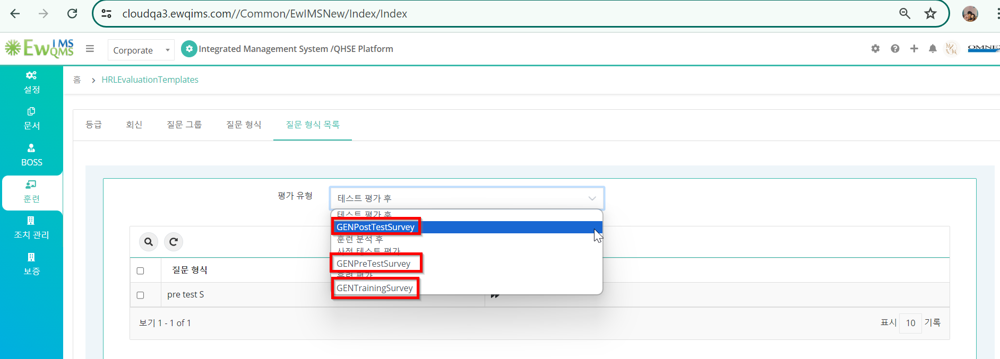 cloudqa3.ewqims.com//Common/EwIMSNew/Index/Index
EwIMS QMS
Corporate
Integrated Management System /QHSE Platform
OMNEX
설정
문서
BOSS
훈련
조치 관리
보증
홈 > HRLEvaluationTemplates
등급
회신
질문 그룹
질문 형식
질문 형식 목록
평가 유형
테스트 평가 후
테스트 평가 후
GENPostTestSurvey
훈련 분석 후
사전 테스트 평가
GENPreTestSurvey
훈련 평가
GENTrainingSurvey
질문 형식
pre test S
보기 1 - 1 of 1
표시 10 기록